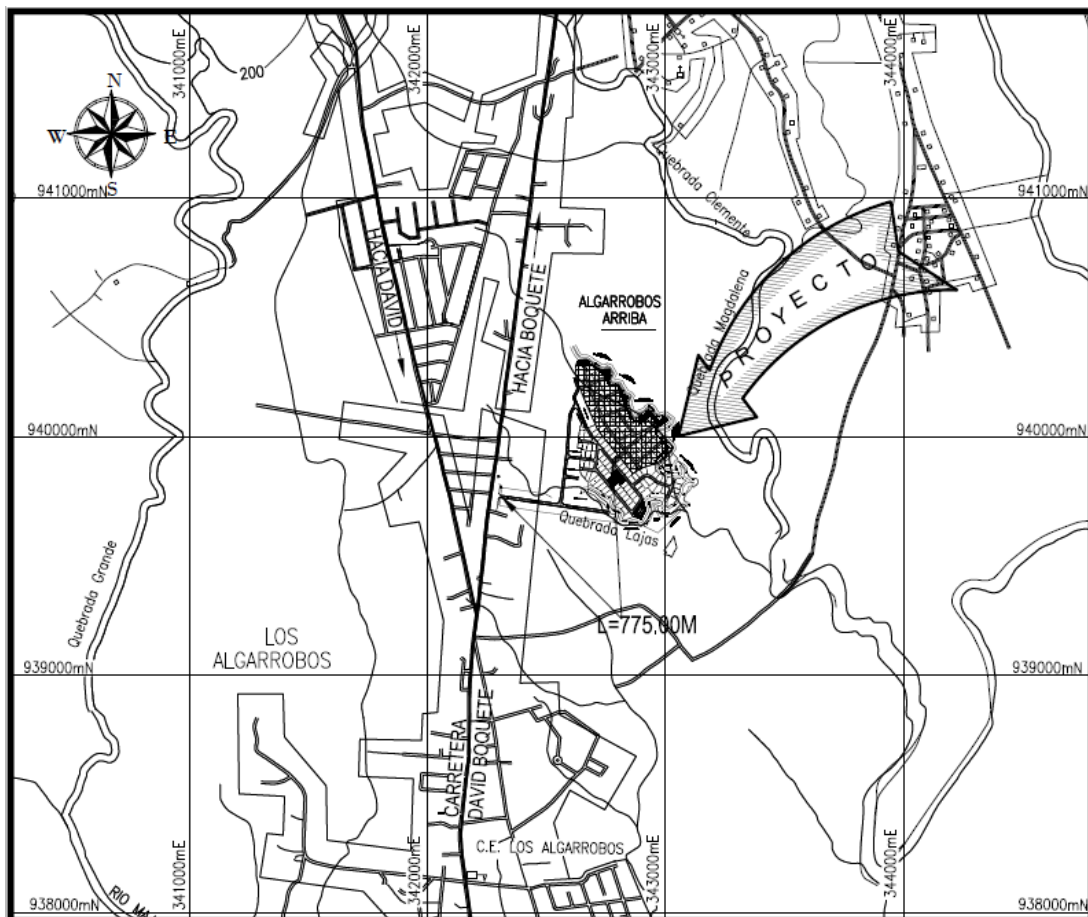 341000mE
342000mE
343000mE
344000mE
200
N
W
E
S
Quebrada Clemente
941000mN
941000mN
HACIA DAVID
HACIA BOQUETE
ALGARROBOS
ARRIBA
Quebrada Magdalena
PROYECTO
940000mN
940000mN
Quebrada Lajas
Quebrada Grande
L=775,00M
LOS
ALGARROBOS
939000mN
939000mN
CARRETERA
DAVID BOQUETE
C.E. LOS ALGARROBOS
341000mE
342000mE
343000mE
344000mE
RIO
938000mN
938000mN